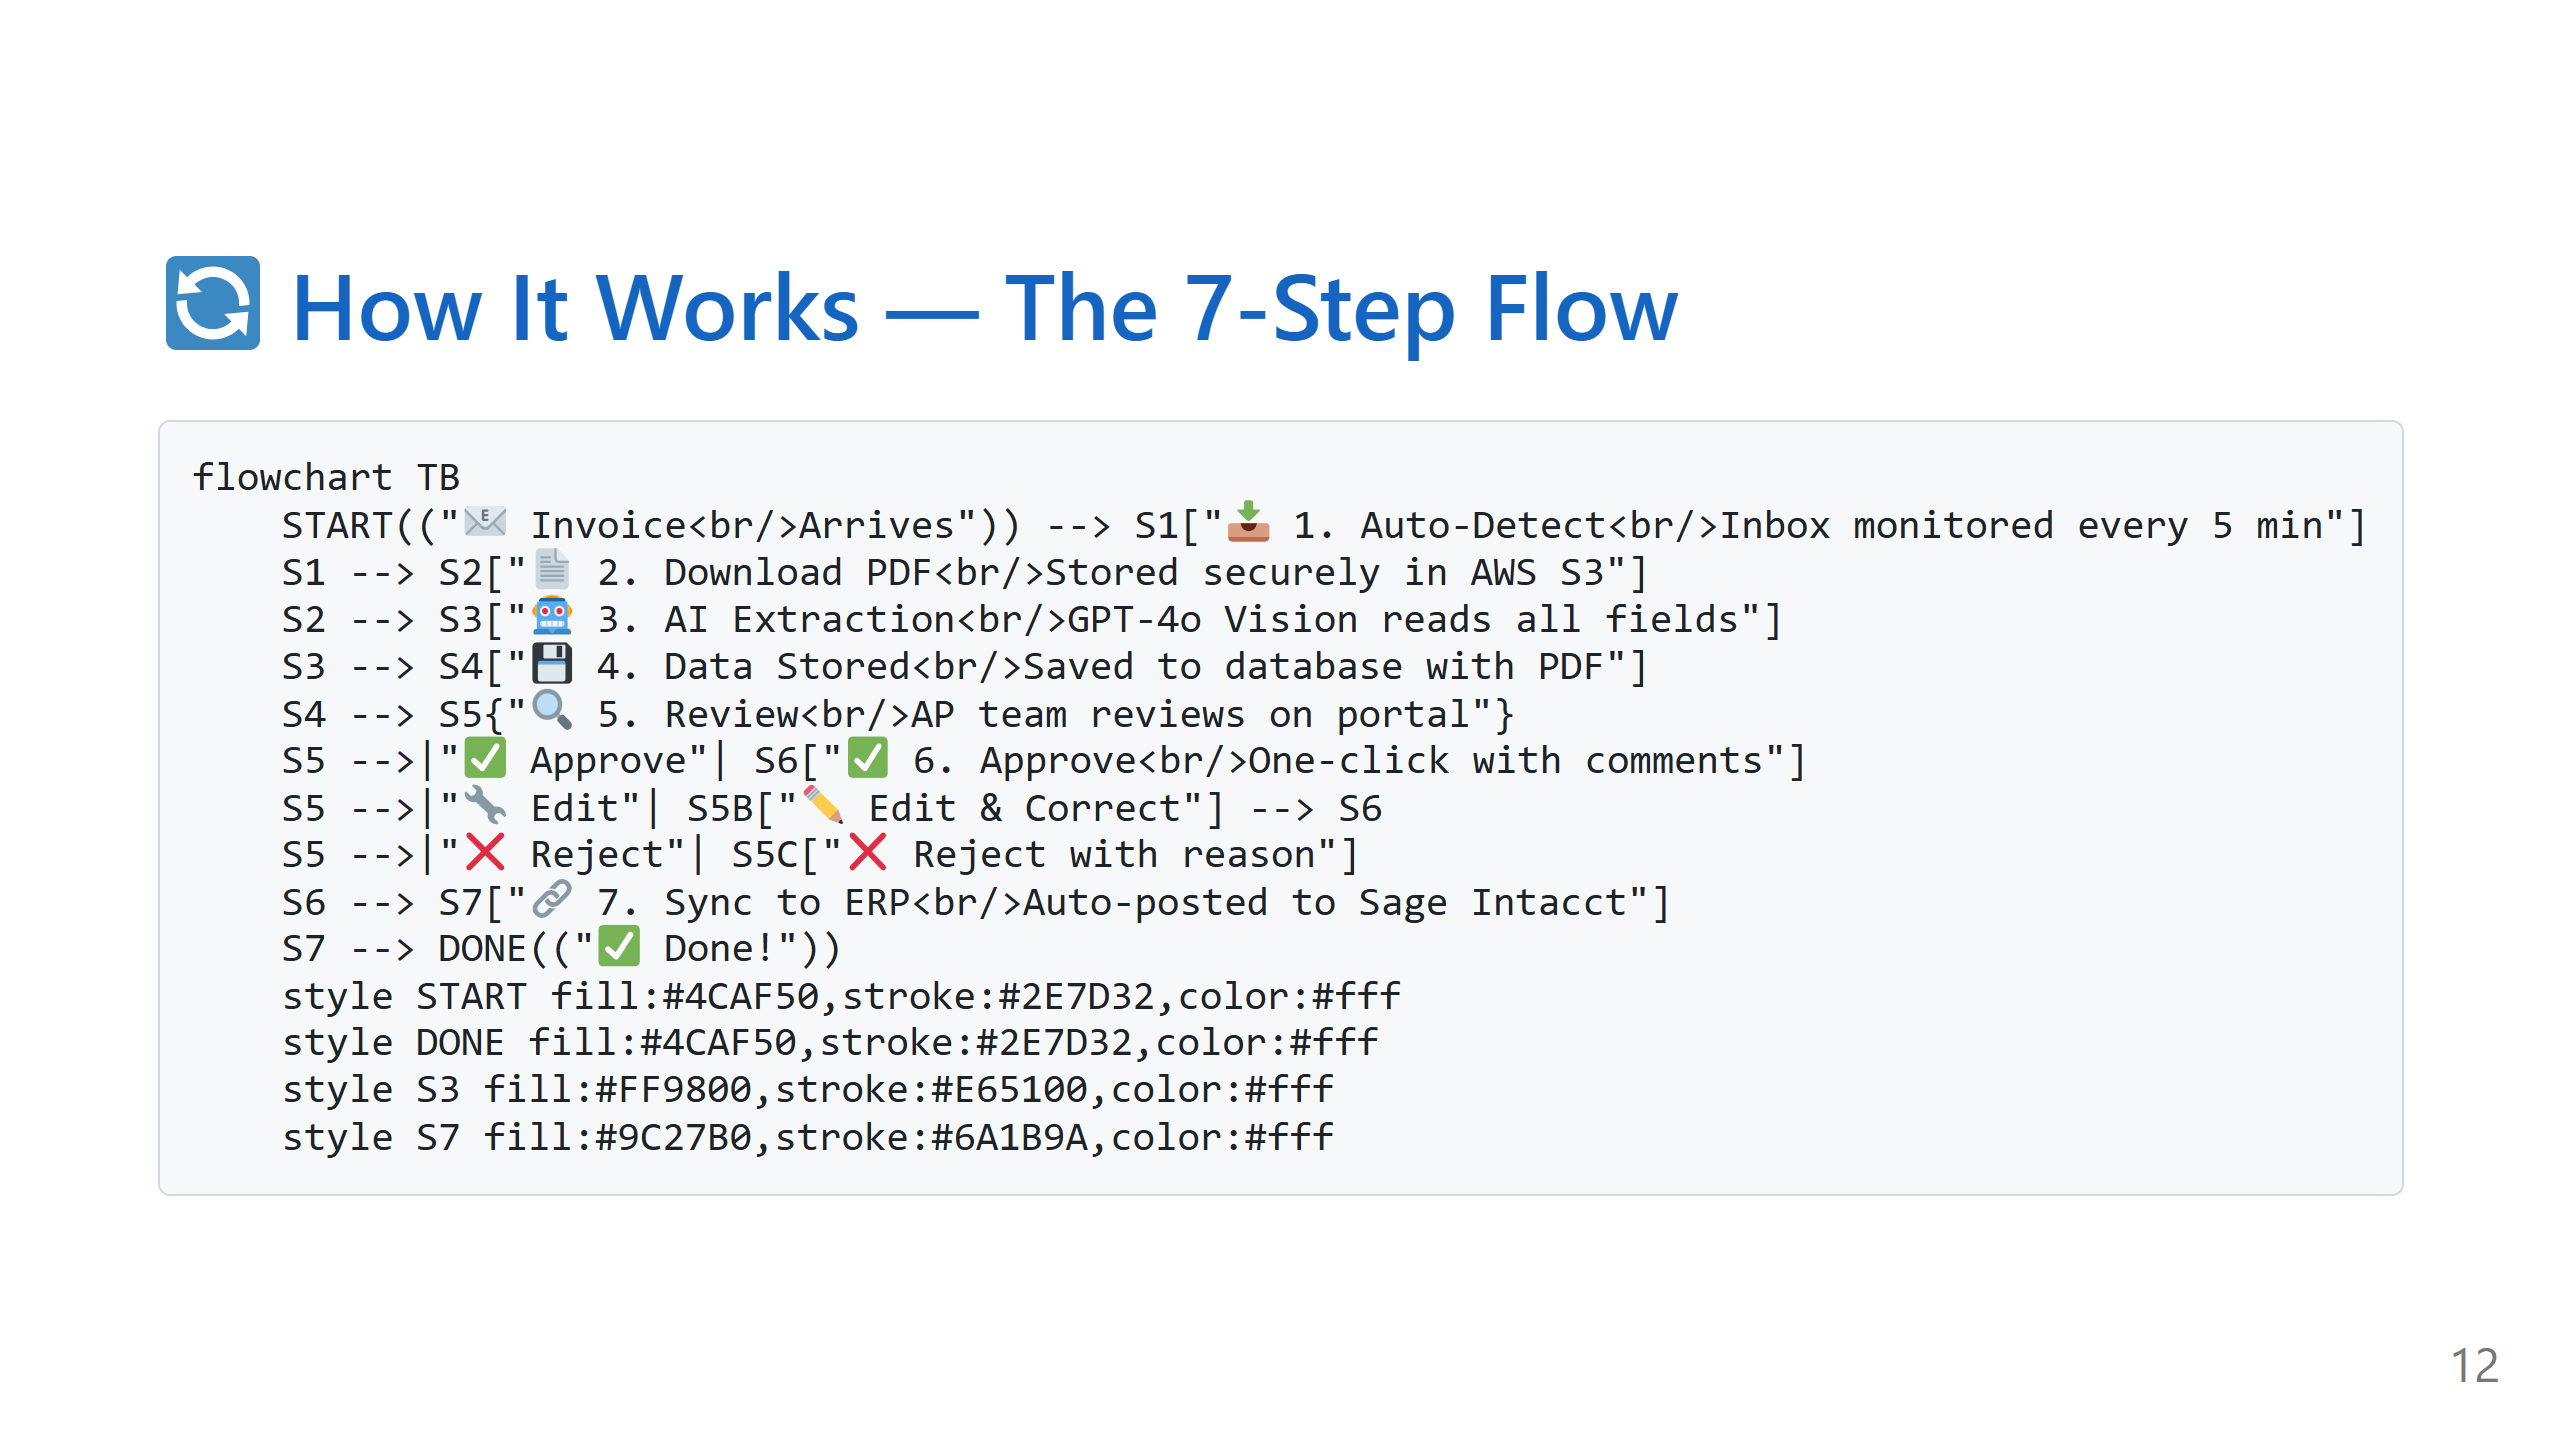 🔄 How It Works — The 7-Step Flow
flowchart TB
    START(("📧 Invoice<br/>Arrives")) --> S1["📥 1. Auto-Detect<br/>Inbox monitored every 5 min"]
    S1 --> S2["📄 2. Download PDF<br/>Stored securely in AWS S3"]
    S2 --> S3["🤖 3. AI Extraction<br/>GPT-4o Vision reads all fields"]
    S3 --> S4["💾 4. Data Stored<br/>Saved to database with PDF"]
    S4 --> S5{"🔍 5. Review<br/>AP team reviews on portal"}
    S5 -->|"✅ Approve"| S6["✅ 6. Approve<br/>One-click with comments"]
    S5 -->|"🔧 Edit"| S5B["✏️ Edit & Correct"] --> S6
    S5 -->|"❌ Reject"| S5C["❌ Reject with reason"]
    S6 --> S7["🔗 7. Sync to ERP<br/>Auto-posted to Sage Intacct"]
    S7 --> DONE(("✅ Done!"))
    style START fill:#4CAF50,stroke:#2E7D32,color:#fff
    style DONE fill:#4CAF50,stroke:#2E7D32,color:#fff
    style S3 fill:#FF9800,stroke:#E65100,color:#fff
    style S7 fill:#9C27B0,stroke:#6A1B9A,color:#fff
12